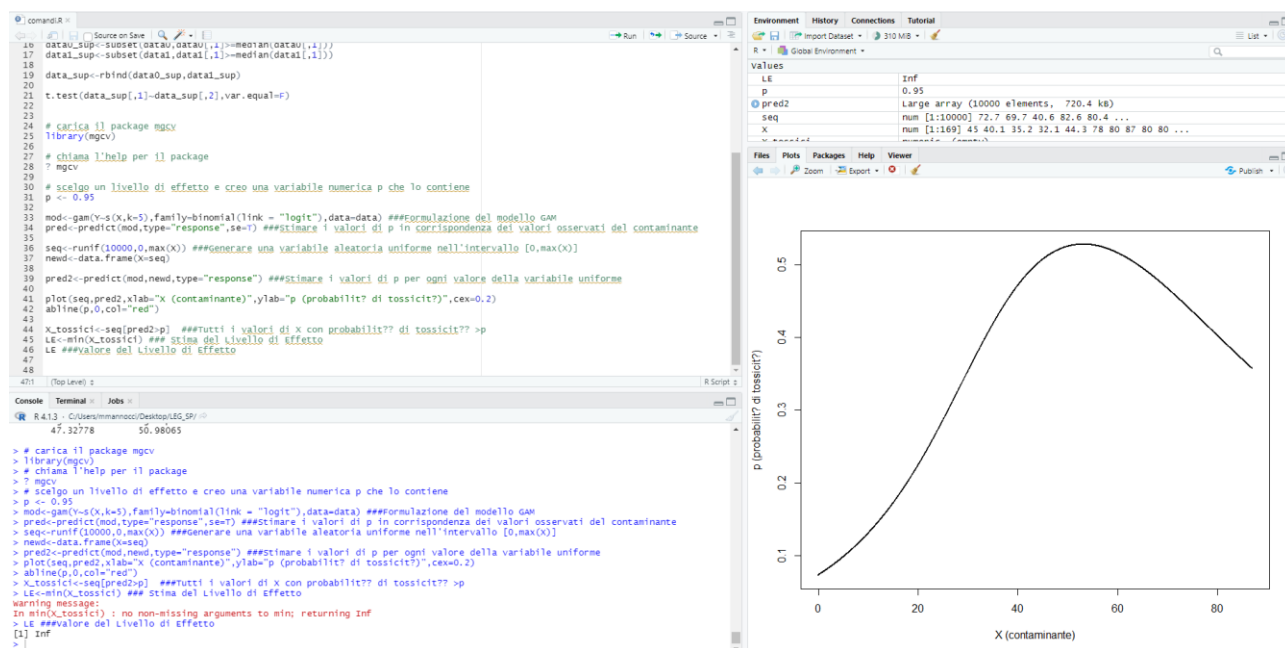 comandi.R
Source on Save
Run
Source
16 data0_sup<-subset(data0,data0[,1]>=median(data0[,1]))
17 data1_sup<-subset(data1,data1[,1]>=median(data1[,1]))
18
19 data_sup<-rbind(data0_sup,data1_sup)
20
21 t.test(data_sup[,1]~data_sup[,2],var.equal=F)
22
23
24 # carica il package mgcv
25 library(mgcv)
26
27 # chiama l'help per il package
28 ? mgcv
29
30 # scelgo un livello di effetto e creo una variabile numerica p che lo contiene
31 p <- 0.95
32
33 mod<-gam(Y~s(X,k=5),family=binomial(link = "logit"),data=data) ###Formulazione del modello GAM
34 pred<-predict(mod,type="response",se=T) ###Stimare i valori di p in corrispondenza dei valori osservati del contaminante
35
36 seq<-runif(10000,0,max(X)) ###Generare una variabile aleatoria uniforme nell'intervallo [0,max(X)]
37 newd<-data.frame(X=seq)
38
39 pred2<-predict(mod,newd,type="response") ###Stimare i valori di p per ogni valore della variabile uniforme
40
41 plot(seq,pred2,xlab="X (contaminante)",ylab="p (probabilit? di tossicit?)",cex=0.2)
42 abline(p,0,col="red")
43
44 X_tossici<-seq[pred2>p]  ###Tutti i valori di X con probabilit?? di tossicit?? >p
45 LE<-min(X_tossici) ### Stima del Livello di Effetto
46 LE ###Valore del Livello di Effetto
47
48
47:1 (Top Level)
R Script
Console Terminal Jobs
R 4.1.3 · C:/Users/mmannocci/Desktop/LEG_SP/
47.32778 50.98065
> # carica il package mgcv
> library(mgcv)
> # chiama l'help per il package
> ? mgcv
> # scelgo un livello di effetto e creo una variabile numerica p che lo contiene
> p <- 0.95
> mod<-gam(Y~s(X,k=5),family=binomial(link = "logit"),data=data) ###Formulazione del modello GAM
> pred<-predict(mod,type="response",se=T) ###Stimare i valori di p in corrispondenza dei valori osservati del contaminante
> seq<-runif(10000,0,max(X)) ###Generare una variabile aleatoria uniforme nell'intervallo [0,max(X)]
> newd<-data.frame(X=seq)
> pred2<-predict(mod,newd,type="response") ###Stimare i valori di p per ogni valore della variabile uniforme
> plot(seq,pred2,xlab="X (contaminante)",ylab="p (probabilit? di tossicit?)",cex=0.2)
> abline(p,0,col="red")
> X_tossici<-seq[pred2>p]  ###Tutti i valori di X con probabilit?? di tossicit?? >p
> LE<-min(X_tossici) ### Stima del Livello di Effetto
Warning message:
In min(X_tossici) : no non-missing arguments to min; returning Inf
> LE ###Valore del Livello di Effetto
[1] Inf
>
Environment History Connections Tutorial
Import Dataset 310 MiB List
R Global Environment
Values
LE Inf
p 0.95
pred2 Large array (10000 elements, 720.4 kB)
seq num [1:10000] 72.7 69.7 40.6 82.6 80.4 ...
X num [1:169] 45 40.1 35.2 32.1 44.3 78 80 87 80 80 ...
X_tossici numeric (empty)
Files Plots Packages Help Viewer
Zoom Export Publish
p (probabilit? di tossicit?)
0.5
0.4
0.3
0.2
0.1
0 20 40 60 80
X (contaminante)